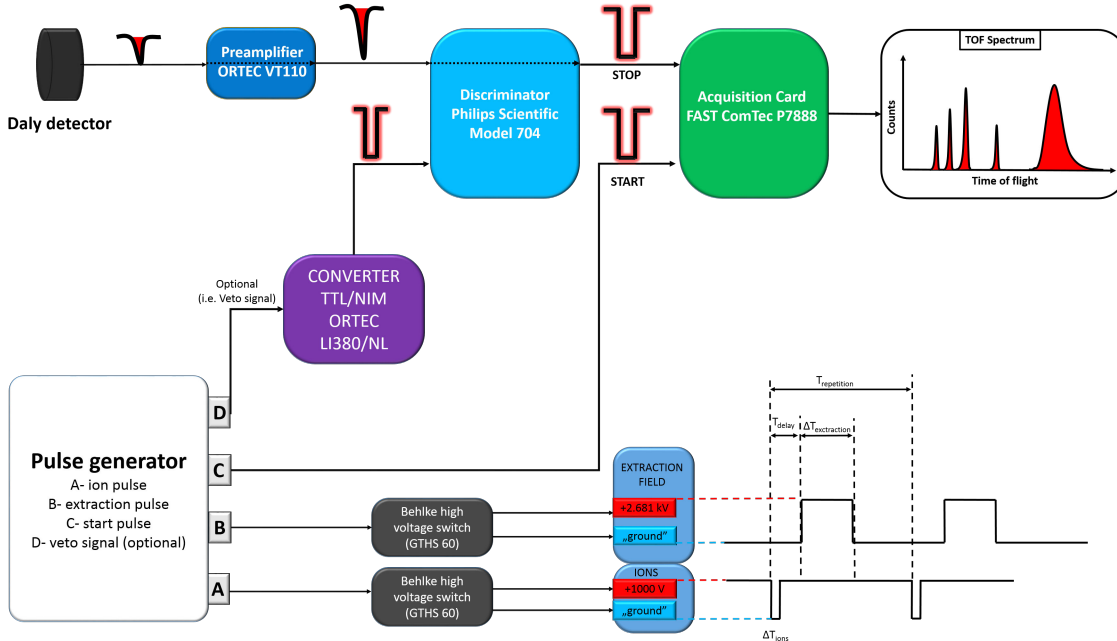 Daly detector
Preamplifier
ORTEC VT110
Discriminator
Philips Scientific
Model 704
STOP
START
Acquisition Card
FAST ComTec P7888
TOF Spectrum
Counts
Time of flight
Optional
(i.e. Veto signal)
CONVERTER
TTL/NIM
ORTEC
LI380/NL
Pulse generator
A- ion pulse
B- extraction pulse
C- start pulse
D- veto signal (optional)
D
C
B
A
Behlke high
voltage switch
(GTHS 60)
Behlke high
voltage switch
(GTHS 60)
EXTRACTION
FIELD
+2.681 kV
„ground”
IONS
+1000 V
„ground”
Trepetition
Tdelay
ΔTexctraction
ΔTions